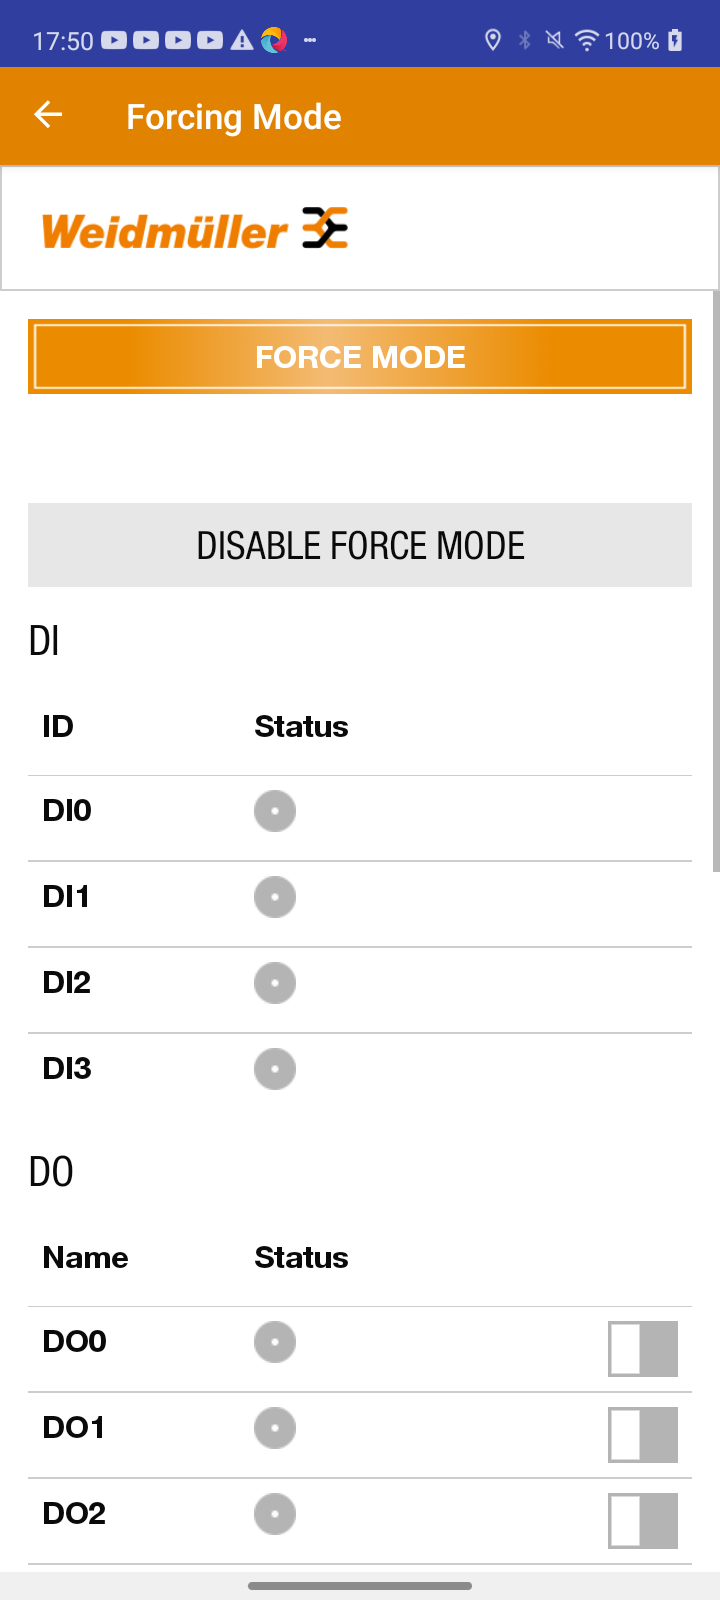 17:50 100%
Forcing Mode
Weidmüller
FORCE MODE
DISABLE FORCE MODE
DI
ID Status
DI0
DI1
DI2
DI3
DO
Name Status
DO0
DO1
DO2